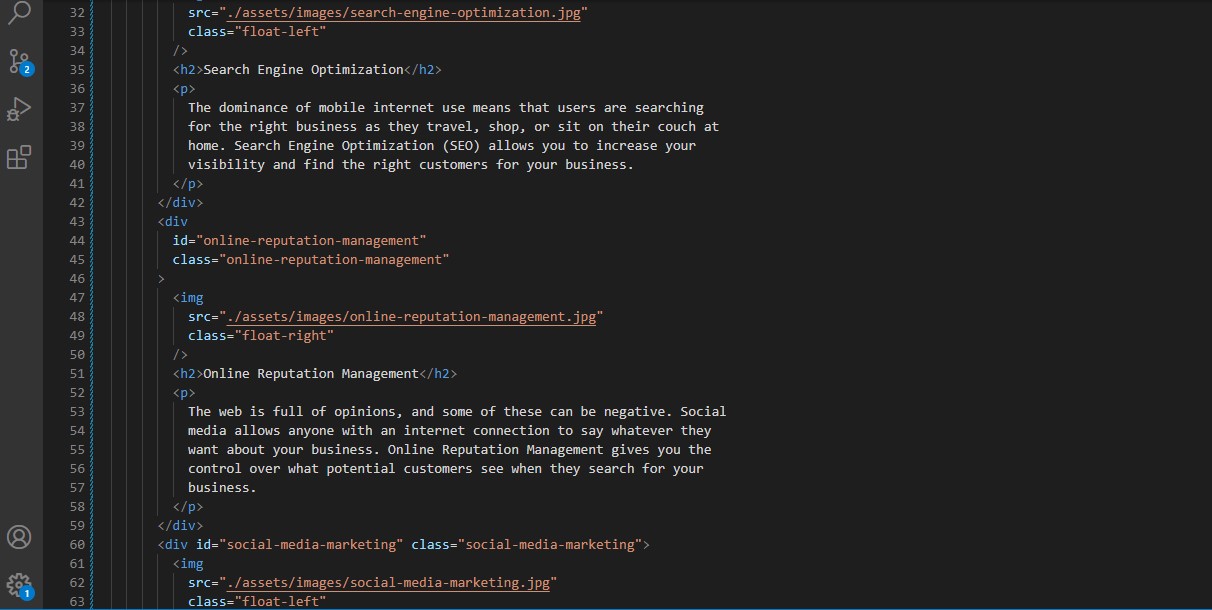 32 src="./assets/images/search-engine-optimization.jpg"
33 class="float-left"
34 />
35 <h2>Search Engine Optimization</h2>
36 <p>
37 The dominance of mobile internet use means that users are searching
38 for the right business as they travel, shop, or sit on their couch at
39 home. Search Engine Optimization (SEO) allows you to increase your
40 visibility and find the right customers for your business.
41 </p>
42 </div>
43 <div
44 id="online-reputation-management"
45 class="online-reputation-management"
46 >
47 <img
48 src="./assets/images/online-reputation-management.jpg"
49 class="float-right"
50 />
51 <h2>Online Reputation Management</h2>
52 <p>
53 The web is full of opinions, and some of these can be negative. Social
54 media allows anyone with an internet connection to say whatever they
55 want about your business. Online Reputation Management gives you the
56 control over what potential customers see when they search for your
57 business.
58 </p>
59 </div>
60 <div id="social-media-marketing" class="social-media-marketing">
61 <img
62 src="./assets/images/social-media-marketing.jpg"
63 class="float-left"
2
1